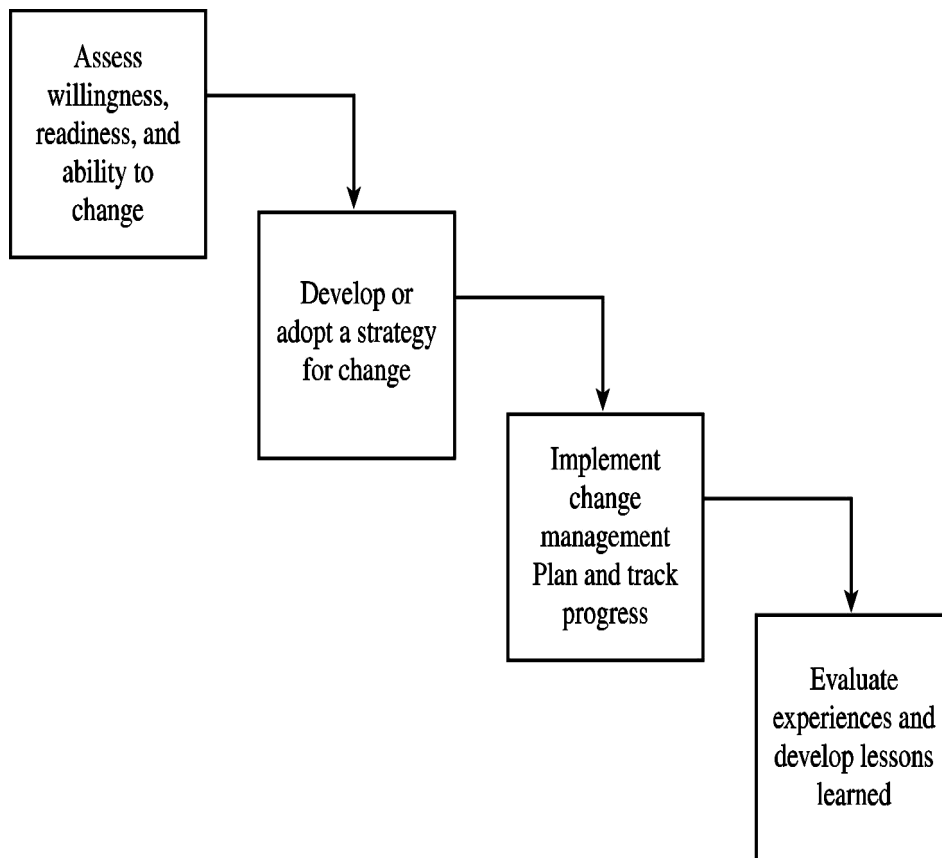 Assess
willingness,
readiness, and
ability to
change
Develop or
adopt a strategy
for change
Implement
change
management
Plan and track
progress
Evaluate
experiences and
develop lessons
learned